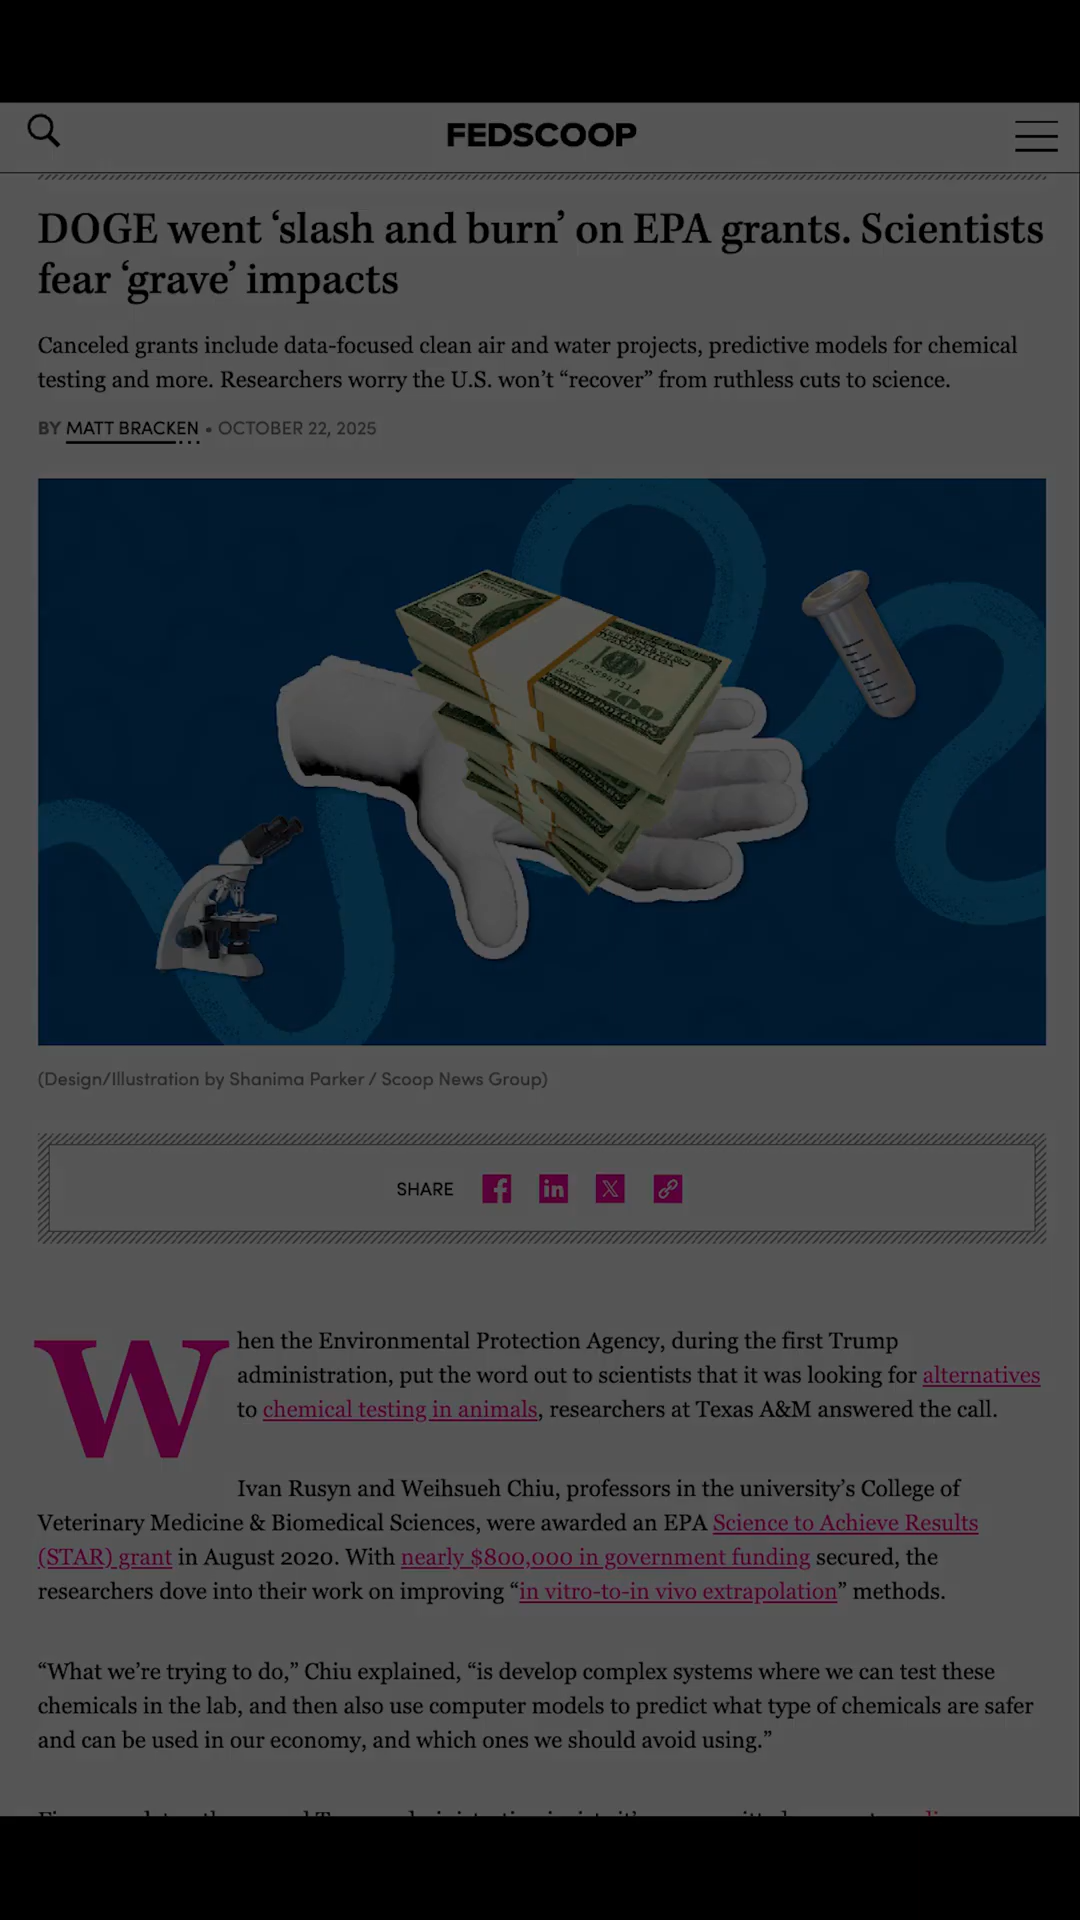 FEDSCOOP
DOGE went ‘slash and burn’ on EPA grants. Scientists
fear ‘grave’ impacts
Canceled grants include data-focused clean air and water projects, predictive models for chemical
testing and more. Researchers worry the U.S. won’t “recover” from ruthless cuts to science.
BY MATT BRACKEN • OCTOBER 22, 2025
100
(Design/Illustration by Shanima Parker / Scoop News Group)
SHARE
When the Environmental Protection Agency, during the first Trump
administration, put the word out to scientists that it was looking for alternatives
to chemical testing in animals, researchers at Texas A&M answered the call.
Ivan Rusyn and Weihsueh Chiu, professors in the university’s College of
Veterinary Medicine & Biomedical Sciences, were awarded an EPA Science to Achieve Results
(STAR) grant in August 2020. With nearly $800,000 in government funding secured, the
researchers dove into their work on improving “in vitro-to-in vivo extrapolation” methods.
“What we’re trying to do,” Chiu explained, “is develop complex systems where we can test these
chemicals in the lab, and then also use computer models to predict what type of chemicals are safer
and can be used in our economy, and which ones we should avoid using.”